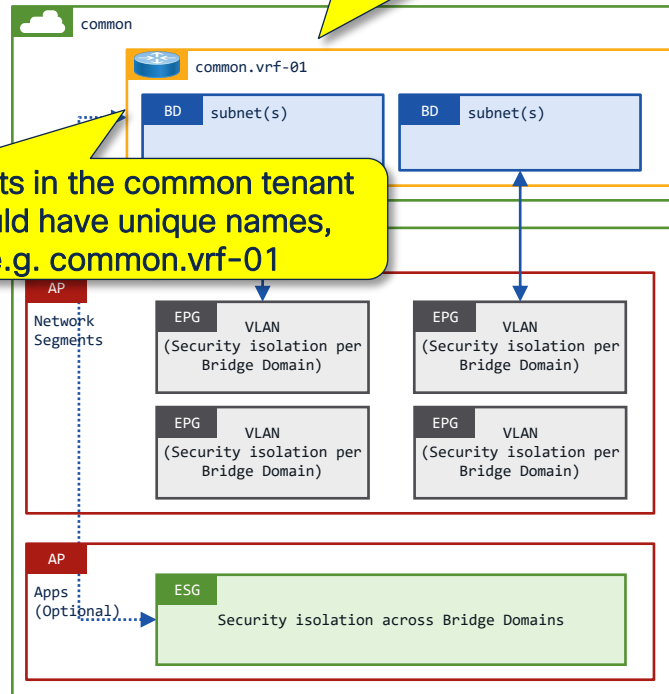 common
common.vrf-01
BD subnet(s)
BD subnet(s)
ts in the common tenant
uld have unique names,
e.g. common.vrf-01
AP
Network
Segments
EPG
VLAN
(Security isolation per
Bridge Domain)
EPG
VLAN
(Security isolation per
Bridge Domain)
EPG
VLAN
(Security isolation per
Bridge Domain)
EPG
VLAN
(Security isolation per
Bridge Domain)
AP
Apps
(Optional)
ESG
Security isolation across Bridge Domains